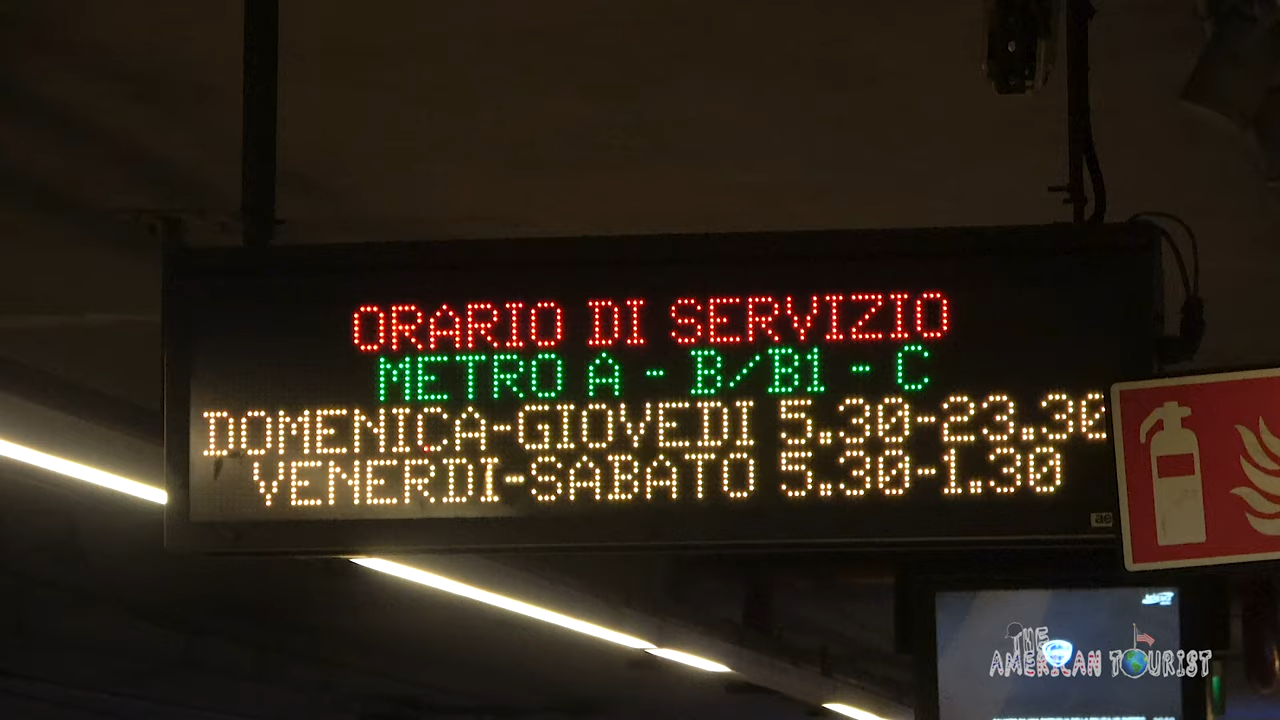 ORARIO DI SERVIZIO
METRO A - B/B1 - C
DOMENICA-GIOVEDI 5.30-23.30
VENERDI-SABATO 5.30-1.30
ae
THE
AMERICAN TOURIST